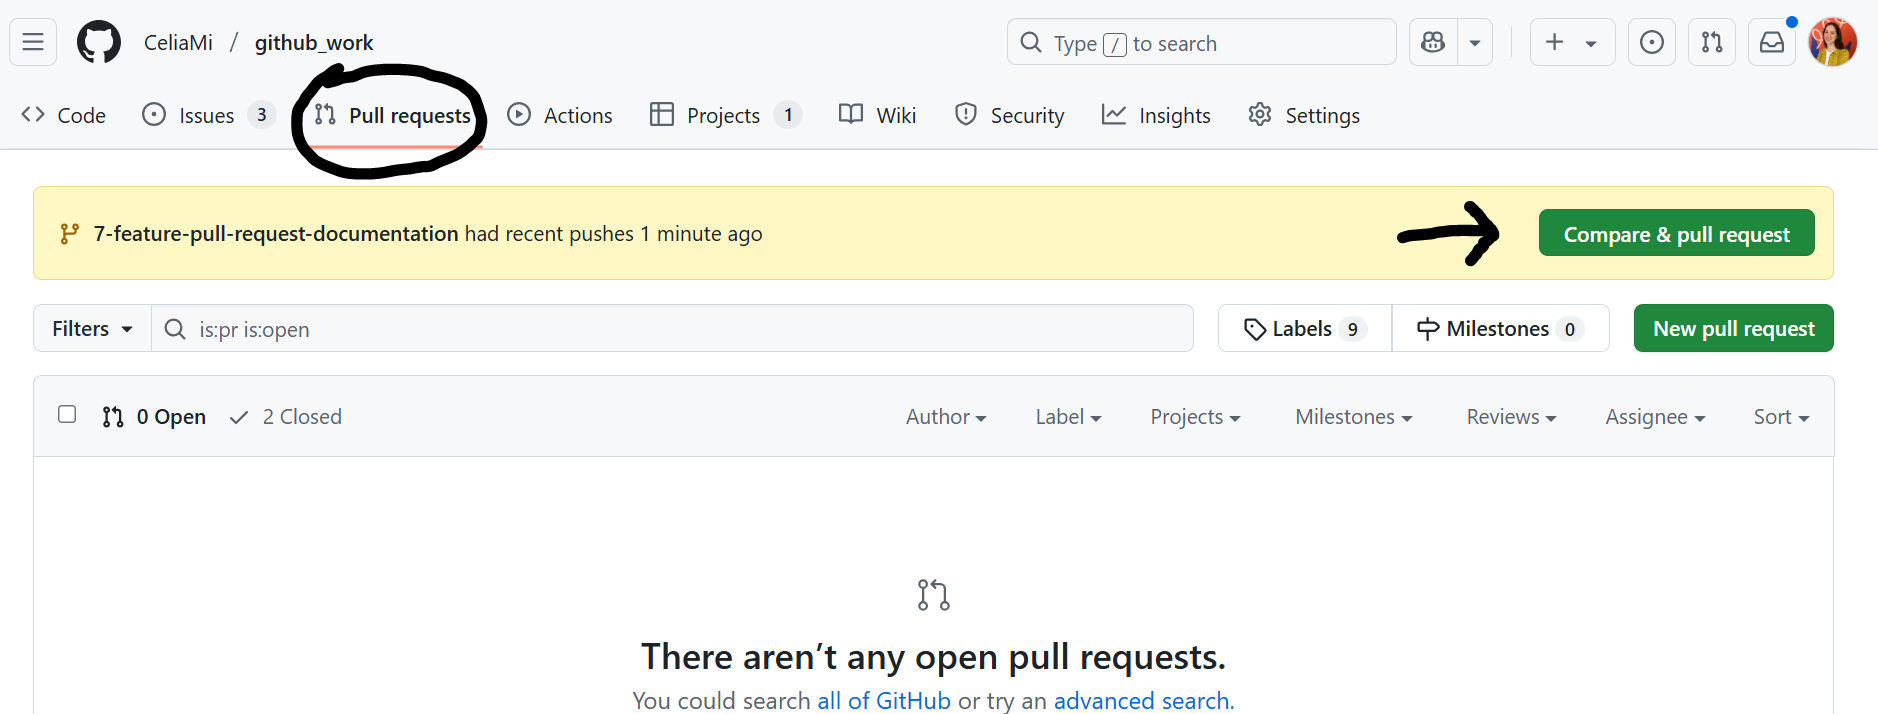 CeliaMi / github_work
Type / to search
Code
Issues 3
Pull requests
Actions
Projects 1
Wiki
Security
Insights
Settings
7-feature-pull-request-documentation had recent pushes 1 minute ago
Compare & pull request
Filters
is:pr is:open
Labels 9
Milestones 0
New pull request
0 Open
2 Closed
Author
Label
Projects
Milestones
Reviews
Assignee
Sort
There aren’t any open pull requests.
You could search all of GitHub or try an advanced search.